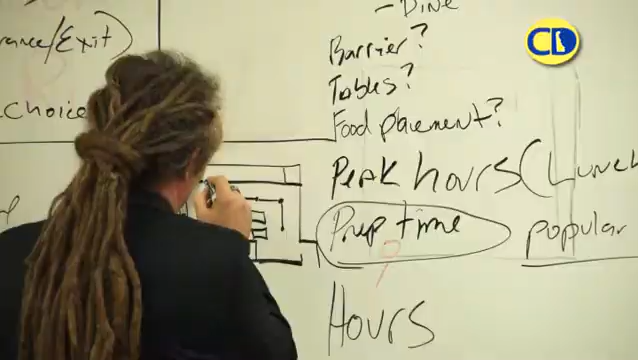 - Dine
rance/Exit)
Barrier?
Tables?
Choice
Food placement?
Peak hours (Lunch
Prep time
popular
Hours
CD